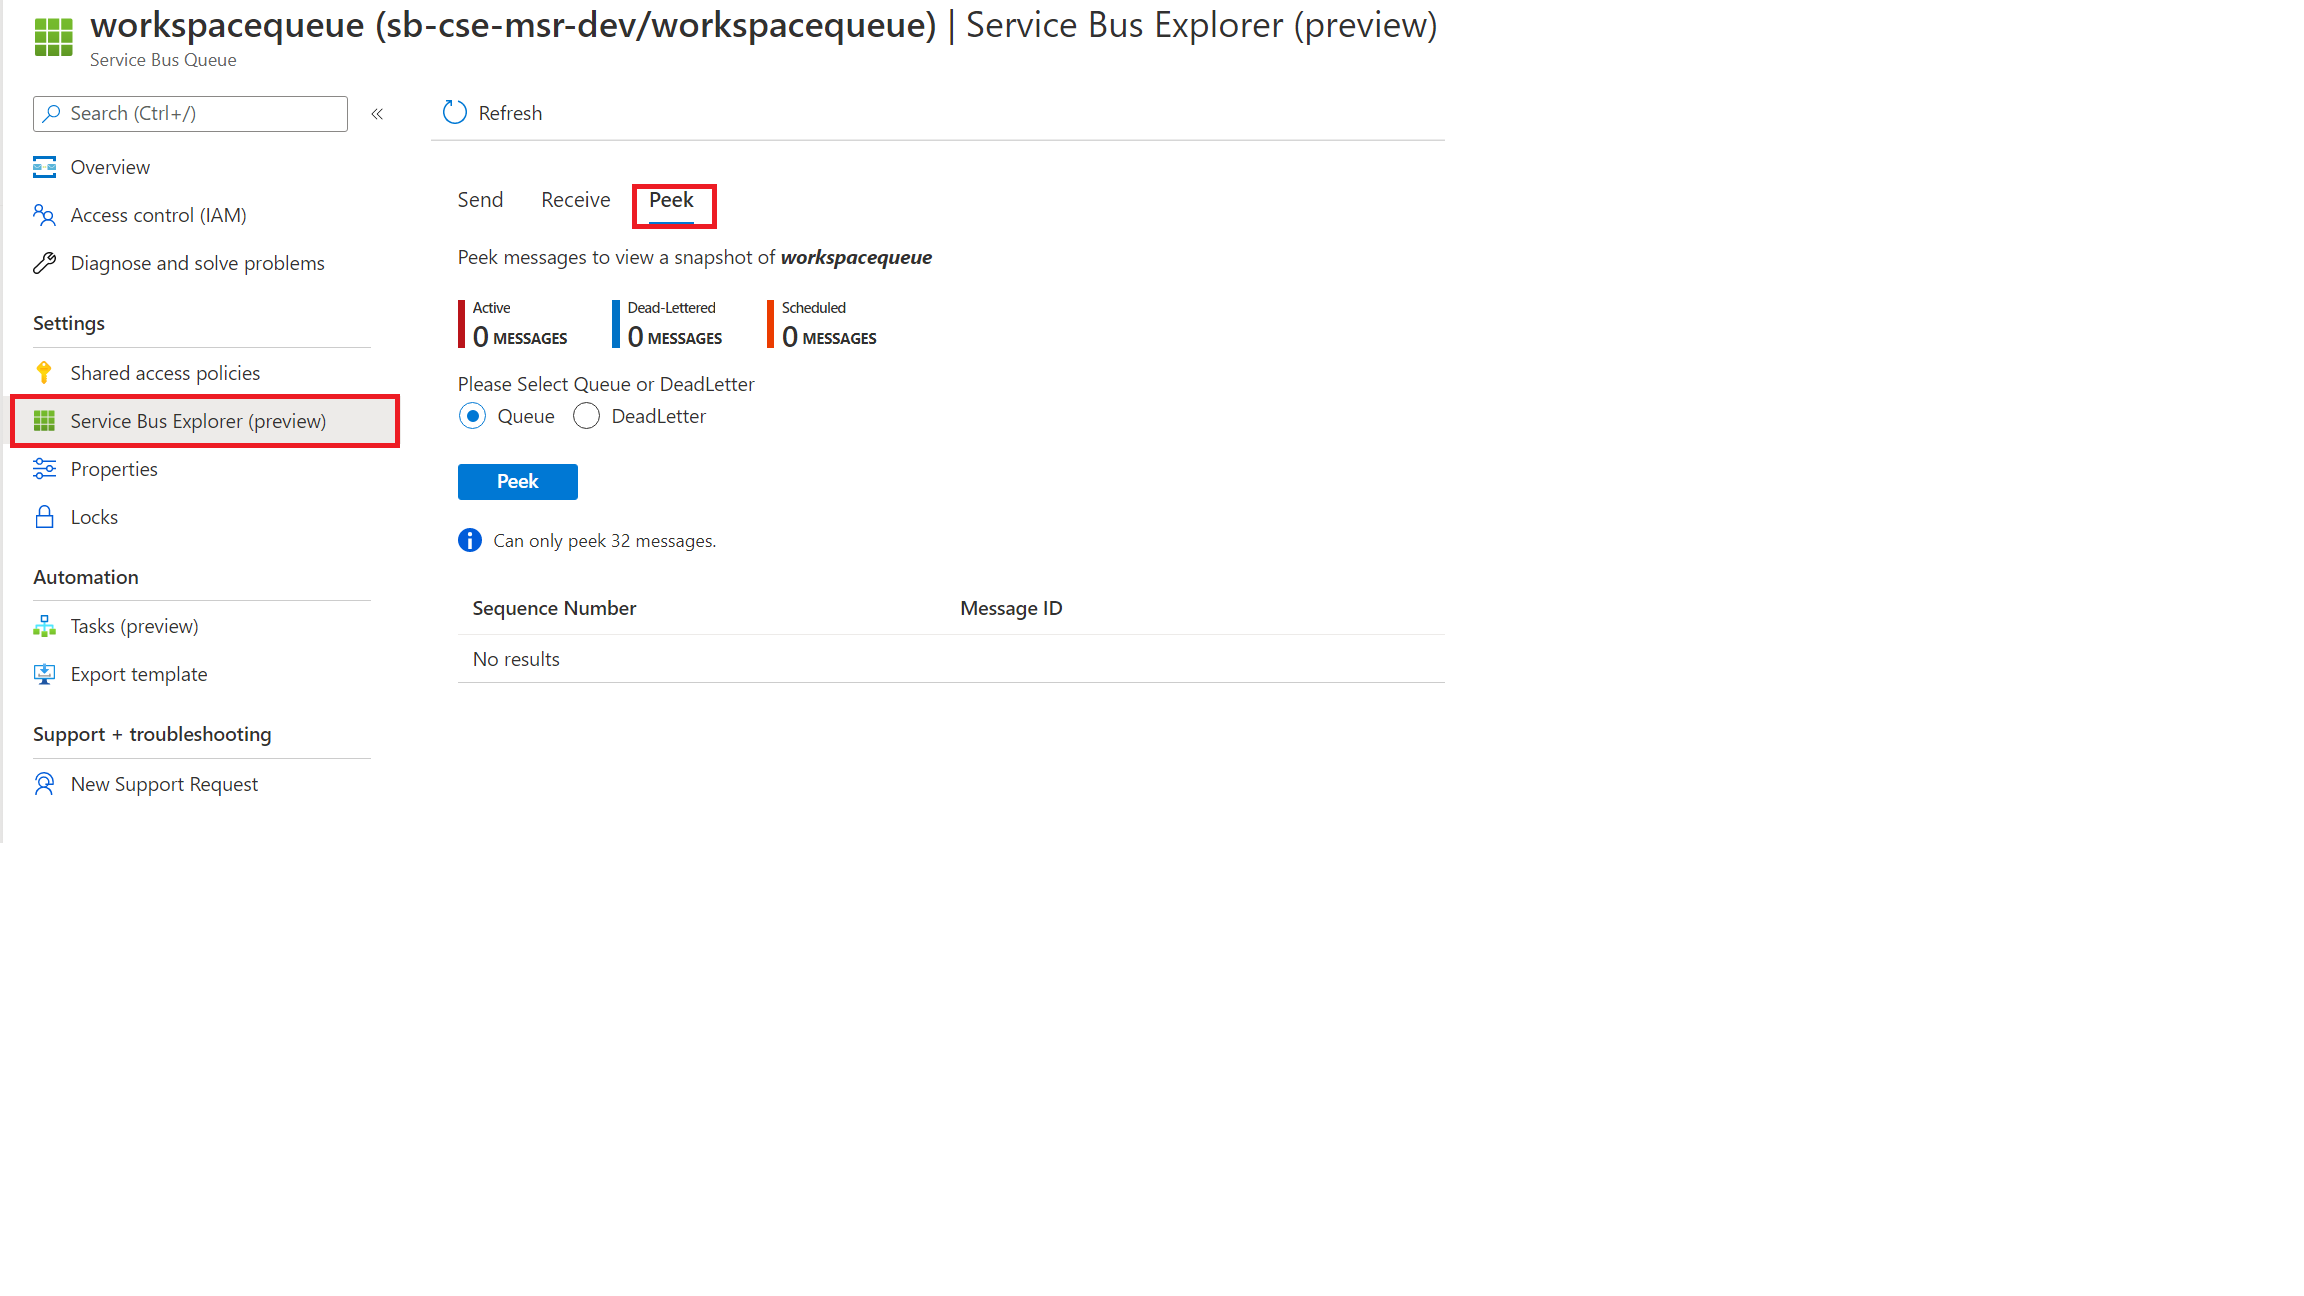 workspacequeue (sb-cse-msr-dev/workspacequeue) | Service Bus Explorer (preview)
Service Bus Queue
Search (Ctrl+/)
«
Overview
Access control (IAM)
Diagnose and solve problems
Settings
Shared access policies
Service Bus Explorer (preview)
Properties
Locks
Automation
Tasks (preview)
Export template
Support + troubleshooting
New Support Request
Refresh
Send Receive Peek
Peek messages to view a snapshot of workspacequeue
Active Dead-Lettered Scheduled
0 MESSAGES 0 MESSAGES 0 MESSAGES
Please Select Queue or DeadLetter
Queue DeadLetter
Peek
Can only peek 32 messages.
Sequence Number Message ID
No results